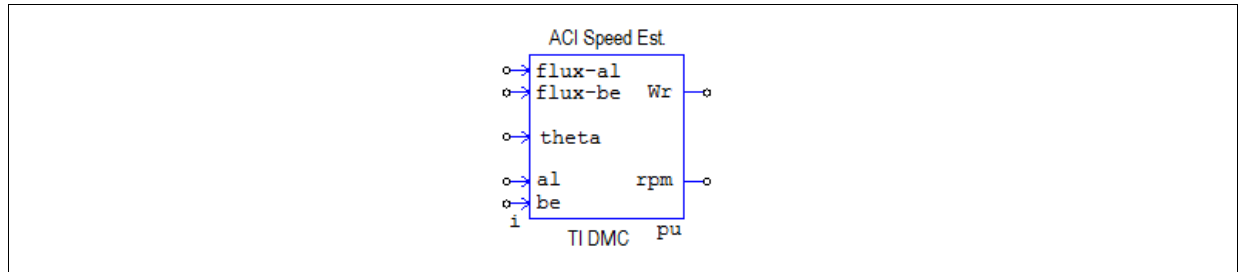 ACI Speed Est.
flux-al
flux-be Wr
theta
al rpm
be
i
TI DMC pu